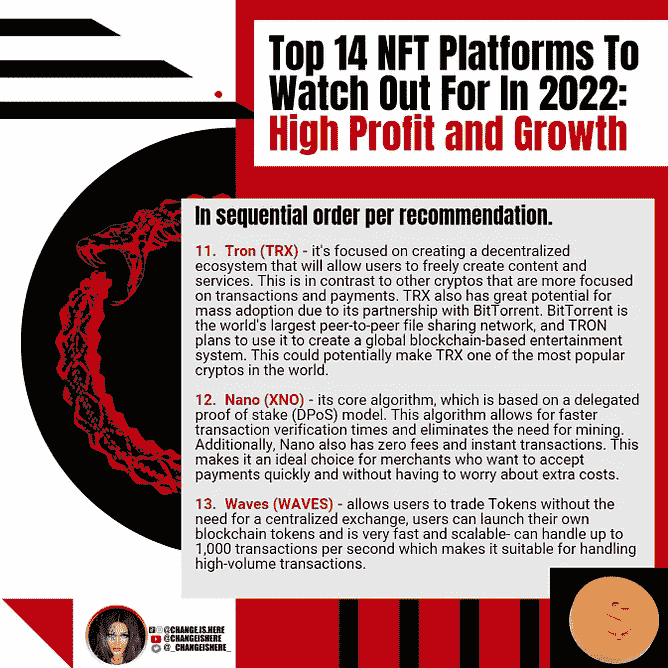 Top 14 NFT Platforms To
Watch Out For In 2022:
High Profit and Growth
In sequential order per recommendation.
11. Tron (TRX) - it's focused on creating a decentralized
ecosystem that will allow users to freely create content and
services. This is in contrast to other cryptos that are more focused
on transactions and payments. TRX also has great potential for
mass adoption due to its partnership with BitTorrent. BitTorrent is
the world's largest peer-to-peer file sharing network, and TRON
plans to use it to create a global blockchain-based entertainment
system. This could potentially make TRX one of the most popular
cryptos in the world.
12. Nano (XNO) - its core algorithm, which is based on a delegated
proof of stake (DPoS) model. This algorithm allows for faster
transaction verification times and eliminates the need for mining.
Additionally, Nano also has zero fees and instant transactions. This
makes it an ideal choice for merchants who want to accept
payments quickly and without having to worry about extra costs.
13. Waves (WAVES) - allows users to trade Tokens without the
need for a centralized exchange, users can launch their own
blockchain tokens and is very fast and scalable- can handle up to
1,000 transactions per second which makes it suitable for handling
high-volume transactions.
@CHANGE.IS.HERE
@CHANGEISHERE
@_CHANGEISHERE_
$